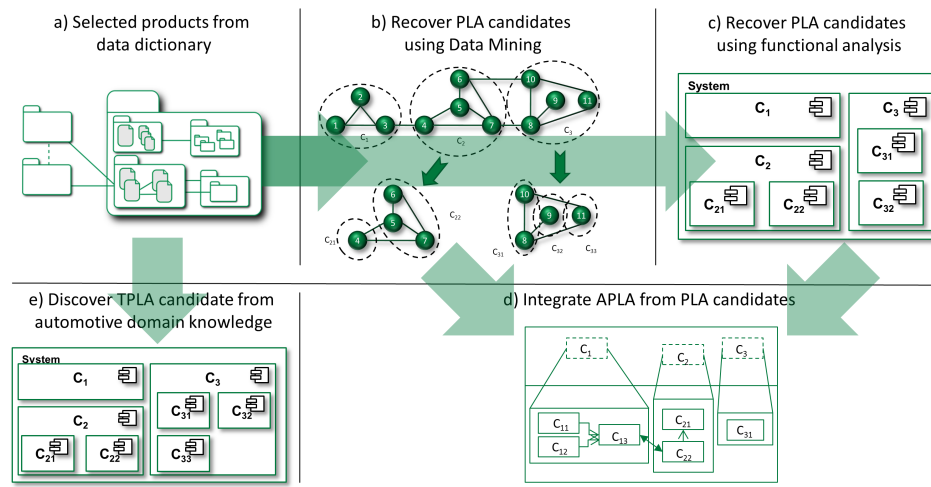 a) Selected products from
data dictionary
b) Recover PLA candidates
using Data Mining
6
10
2
5
9
11
1
3
4
7
8
C1
C2
C3
6
C22
5
C21
4
7
10
9
11
8
C31
C32
C33
c) Recover PLA candidates
using functional analysis
System
C1
C3
C31
C2
C21
C22
C32
e) Discover TPLA candidate from
automotive domain knowledge
System
C1
C3
C31
C32
C2
C21
C22
C33
d) Integrate APLA from PLA candidates
C1
C2
C3
C11
C12
C13
C21
C22
C31